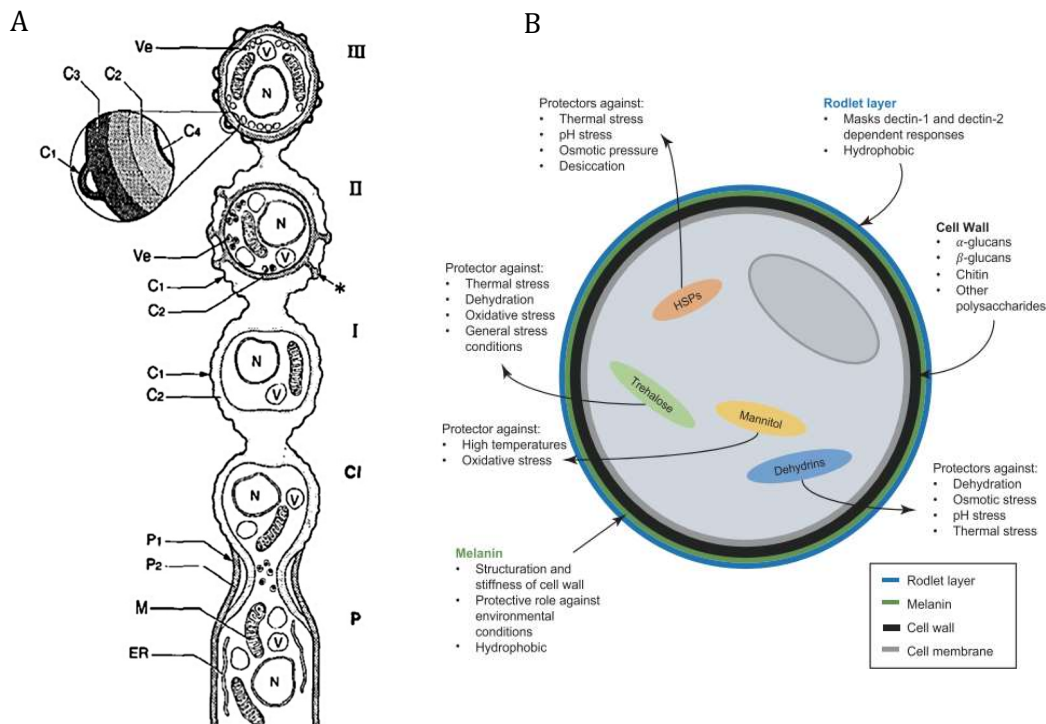 A
Ve
III
C3
C2
C4
C1
V
N
II
N
Ve
V
C1
*
C2
I
N
C1
C2
V
CI
N
V
P1
P2
M
P
V
ER
N
B
Protectors against:
• Thermal stress
• pH stress
• Osmotic pressure
• Desiccation
Rodlet layer
• Masks dectin-1 and dectin-2
dependent responses
• Hydrophobic
Cell Wall
• α-glucans
• β-glucans
• Chitin
• Other
polysaccharides
Protector against:
• Thermal stress
• Dehydration
• Oxidative stress
• General stress
conditions
HSPs
Trehalose
Mannitol
Dehydrins
Protector against:
• High temperatures
• Oxidative stress
Protectors against:
• Dehydration
• Osmotic stress
• pH stress
• Thermal stress
Melanin
• Structuration and
stiffness of cell wall
• Protective role against
environmental
conditions
• Hydrophobic
Rodlet layer
Melanin
Cell wall
Cell membrane